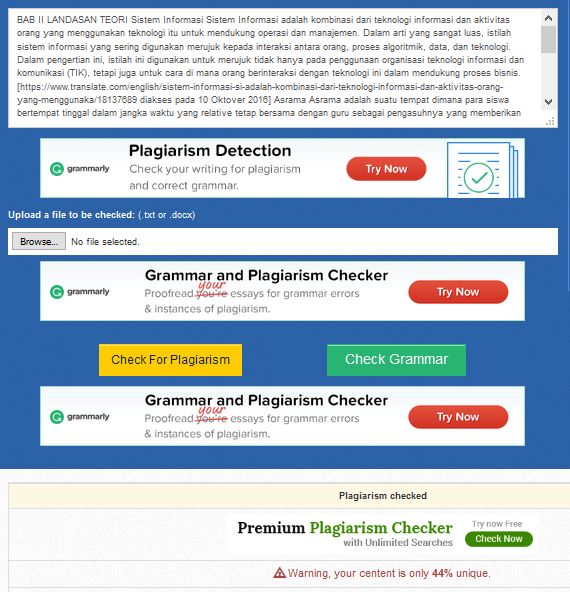 BAB II LANDASAN TEORI Sistem Informasi Sistem Informasi adalah kombinasi dari teknologi informasi dan aktivitas
orang yang menggunakan teknologi itu untuk mendukung operasi dan manajemen. Dalam arti yang sangat luas, istilah
sistem informasi yang sering digunakan merujuk kepada interaksi antara orang, proses algoritmik, data, dan teknologi.
Dalam pengertian ini, istilah ini digunakan untuk merujuk tidak hanya pada penggunaan organisasi teknologi informasi dan
komunikasi (TIK), tetapi juga untuk cara di mana orang berinteraksi dengan teknologi ini dalam mendukung proses bisnis.
[https://www.translate.com/english/sistem-informasi-si-adalah-kombinasi-dari-teknologi-informasi-dan-aktivitas-orang-
yang-menggunaka/18137689 diakses pada 10 Oktover 2016] Asrama Asrama adalah suatu tempat dimana para siswa
bertempat tinggal dalam jangka waktu yang relative tetap bersama dengan guru sebagai pengasuhnya yang memberikan
grammarly
Plagiarism Detection
Check your writing for plagiarism
and correct grammar.
Try Now
Upload a file to be checked: (.txt or .docx)
Browse... No file selected.
grammarly
Grammar and Plagiarism Checker
your
Proofread you're essays for grammar errors
& instances of plagiarism.
Try Now
Check For Plagiarism
Check Grammar
grammarly
Grammar and Plagiarism Checker
your
Proofread you're essays for grammar errors
& instances of plagiarism.
Try Now
Plagiarism checked
Premium Plagiarism Checker
with Unlimited Searches
Try now Free
Check Now
Warning, your centent is only 44% unique.